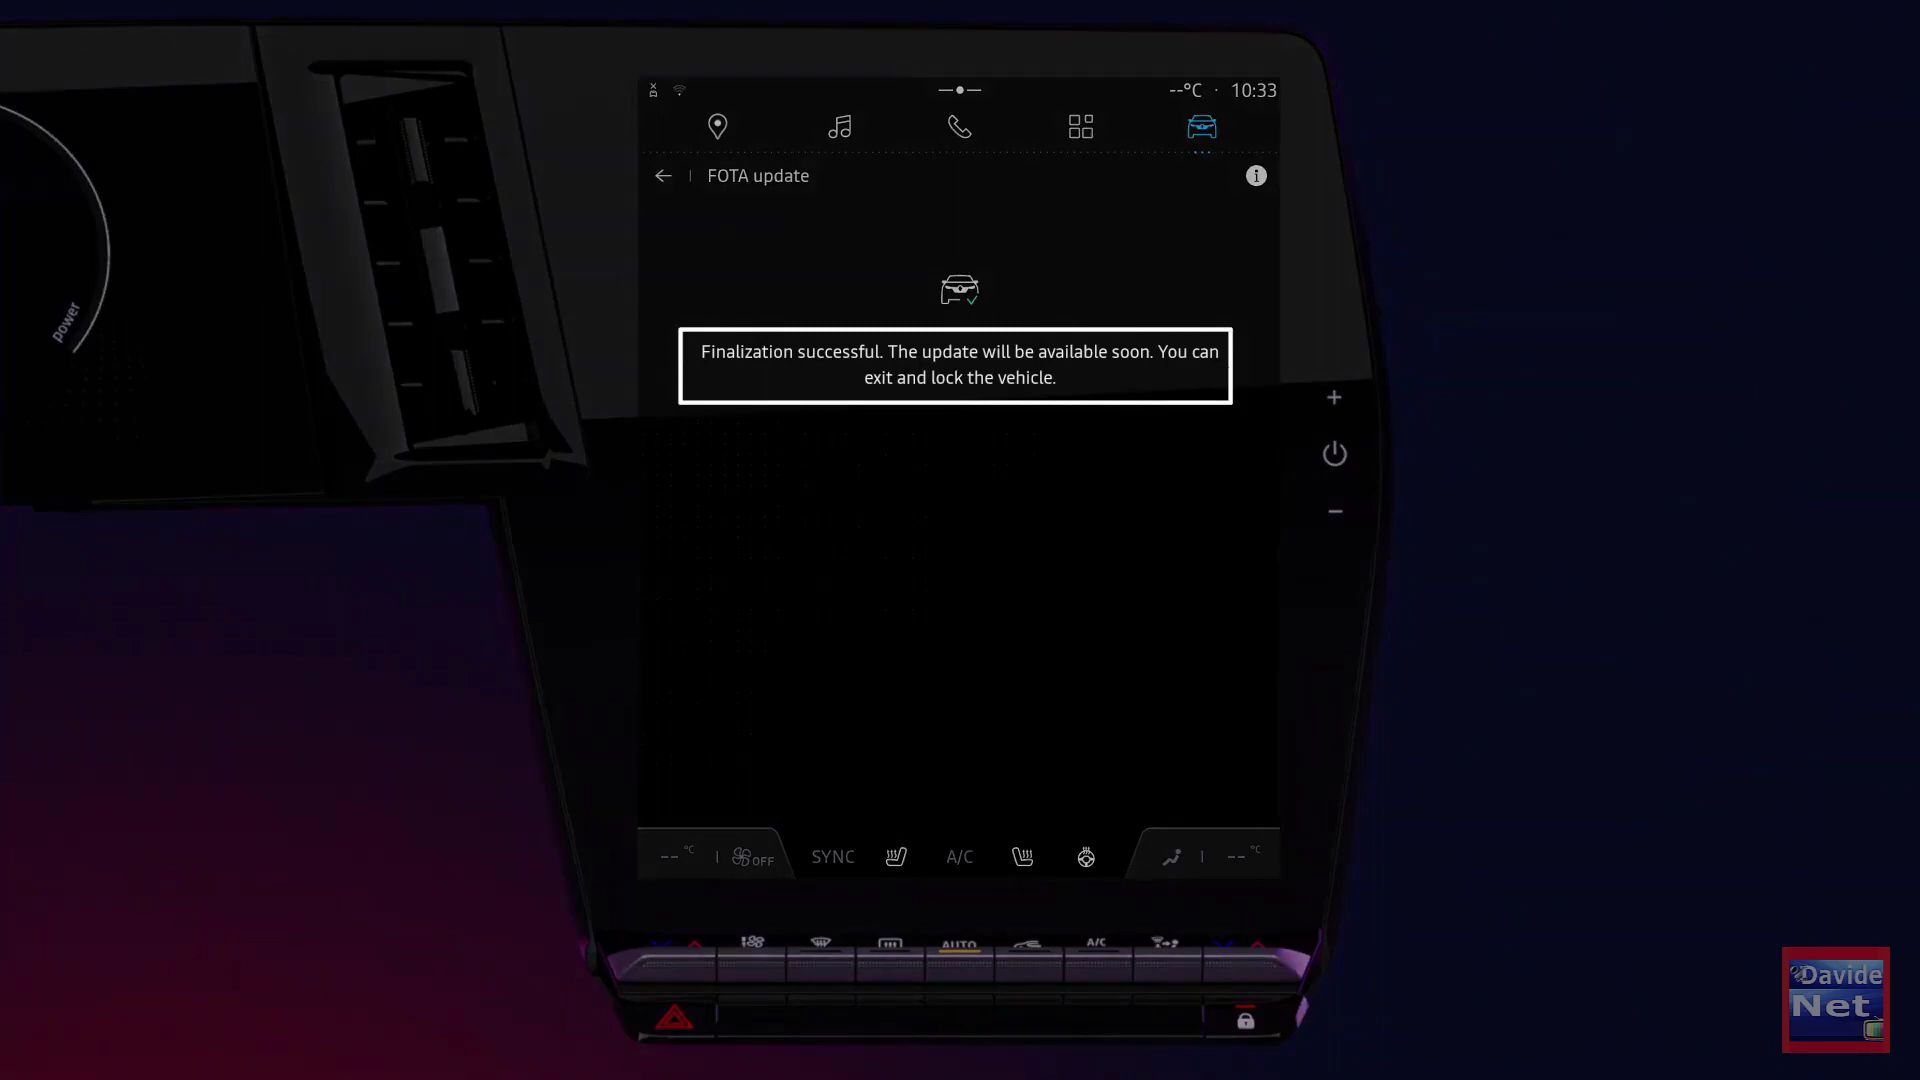 power
--°C · 10:33
FOTA update
Finalization successful. The update will be available soon. You can
exit and lock the vehicle.
-- °C
OFF
SYNC
A/C
-- °C
AUTO
A/C
Davide
Net